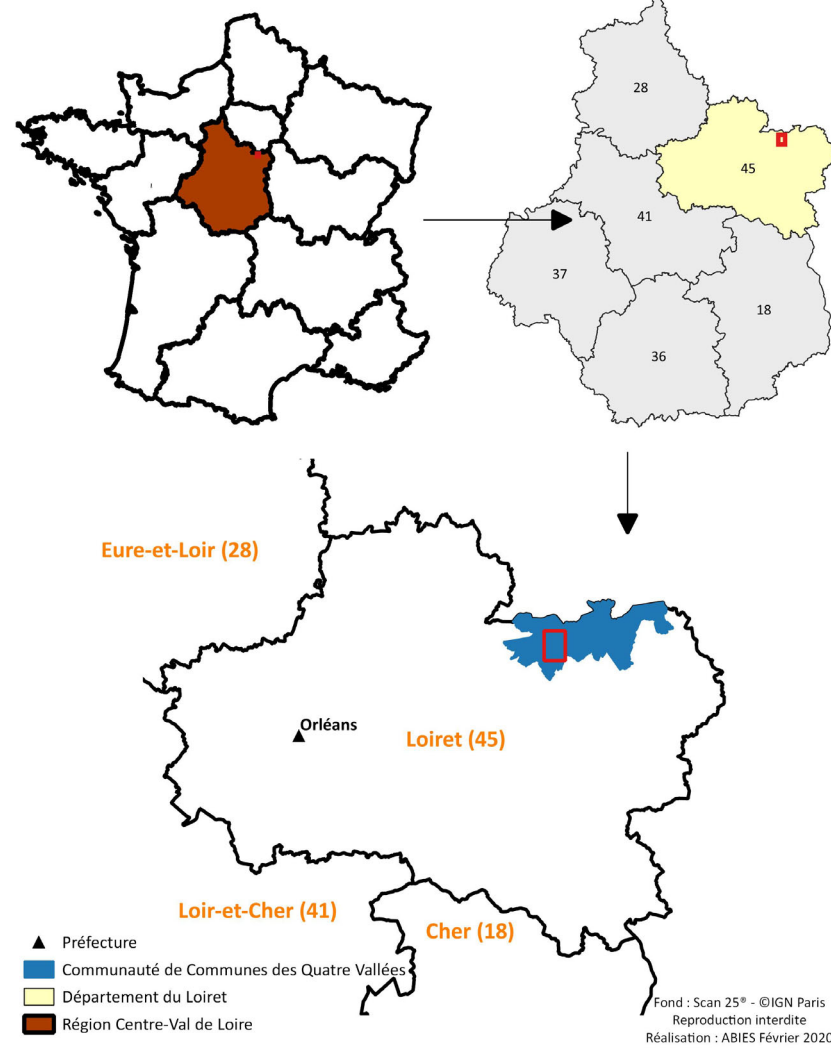 28
45
41
37
18
36
Eure-et-Loir (28)
Orléans
Loiret (45)
Loir-et-Cher (41)
Cher (18)
Préfecture
Communauté de Communes des Quatre Vallées
Département du Loiret
Région Centre-Val de Loire
Fond : Scan 25® - ©IGN Paris
Reproduction interdite
Réalisation : ABIES Février 2020